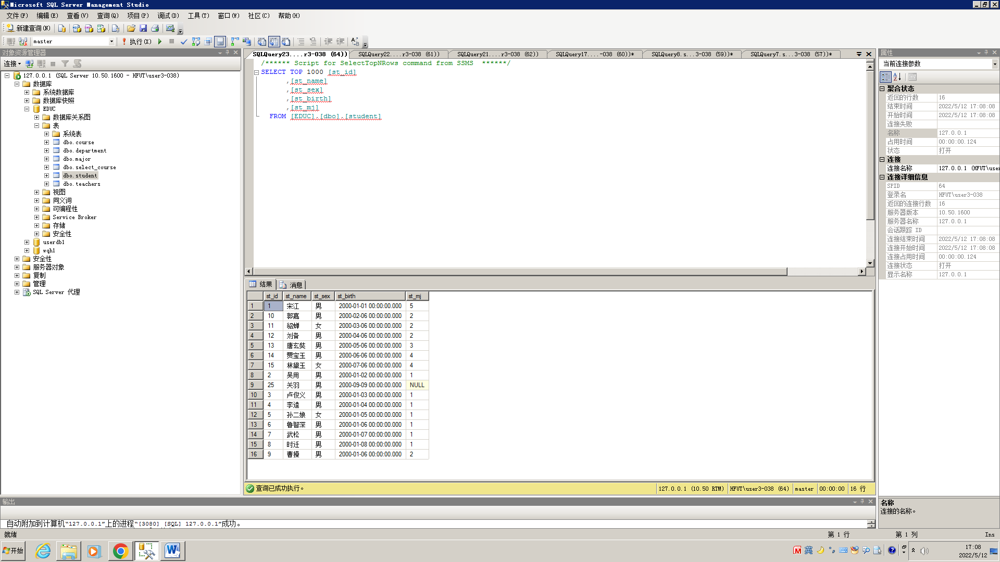 Microsoft SQL Server Management Studio
文件(F) 编辑(E) 查看(V) 查询(Q) 项目(P) 调试(D) 工具(T) 窗口(W) 社区(C) 帮助(H)
新建查询(N)
master 执行(X)
对象资源管理器
连接
127.0.0.1 (SQL Server 10.50.1600 - HFUT\user3-038)
数据库
系统数据库
数据库快照
EDUC
数据库关系图
表
系统表
dbo.course
dbo.department
dbo.major
dbo.select_course
dbo.student
dbo.teachers
视图
同义词
可编程性
Service Broker
存储
安全性
userdb1
wqh1
安全性
服务器对象
复制
管理
SQL Server 代理
SQLQuery23....r3-038 (64)) SQLQuery22....r3-038 (61)) SQLQuery21....r3-038 (62)) SQLQuery17....-038 (60))* SQLQuery8.s...3-038 (59))* SQLQuery7.s...3-038 (57))*
/****** Script for SelectTopNRows command from SSMS ******/
SELECT TOP 1000 [st_id]
,[st_name]
,[st_sex]
,[st_birth]
,[st_mj]
FROM [EDUC].[dbo].[student]
结果 消息
st_id st_name st_sex st_birth st_mj
1 1 宋江 男 2000-01-01 00:00:00.000 5
2 10 郭嘉 男 2000-02-06 00:00:00.000 2
3 11 貂蝉 女 2000-03-06 00:00:00.000 2
4 12 刘备 男 2000-04-06 00:00:00.000 2
5 13 唐玄奘 男 2000-05-06 00:00:00.000 3
6 14 贾宝玉 男 2000-06-06 00:00:00.000 4
7 15 林黛玉 女 2000-07-06 00:00:00.000 4
8 2 吴用 男 2000-01-02 00:00:00.000 1
9 25 关羽 男 2000-09-09 00:00:00.000 NULL
10 3 卢俊义 男 2000-01-03 00:00:00.000 1
11 4 李逵 男 2000-01-04 00:00:00.000 1
12 5 孙二娘 女 2000-01-05 00:00:00.000 1
13 6 鲁智深 男 2000-01-06 00:00:00.000 1
14 7 武松 男 2000-01-07 00:00:00.000 1
15 8 时迁 男 2000-01-08 00:00:00.000 1
16 9 曹操 男 2000-01-06 00:00:00.000 2
查询已成功执行。 127.0.0.1 (10.50 RTM) HFUT\user3-038 (64) master 00:00:00 16 行
属性
当前连接参数
聚合状态
返回的行数 16
结束时间 2022/5/12 17:08:08
开始时间 2022/5/12 17:08:08
连接失败
名称 127.0.0.1
占用时间 00:00:00.124
状态 打开
连接
连接名称 127.0.0.1 (HFUT\user
连接详细信息
SPID 64
登录名 HFUT\user3-038
返回的连接行数 16
服务器版本 10.50.1600
服务器名称 127.0.0.1
会话跟踪 ID
连接结束时间 2022/5/12 17:08:08
连接开始时间 2022/5/12 17:08:08
连接占用时间 00:00:00.124
连接状态 打开
显示名称 127.0.0.1
名称
连接的名称。
输出
自动附加到计算机“127.0.0.1”上的进程“[3080] [SQL] 127.0.0.1”成功。
就绪 第 1 行 第 1 列 Ins
开始 英 17:08
2022/5/12